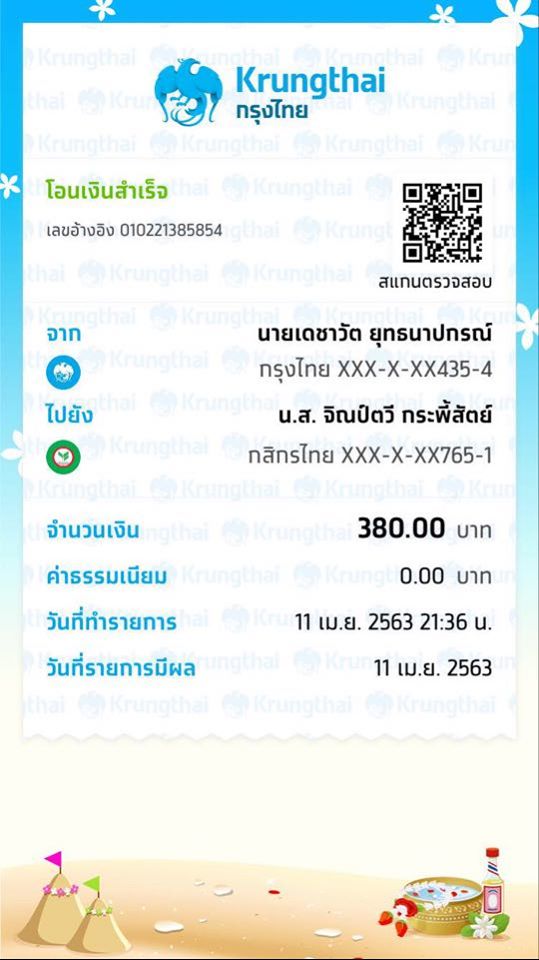 Krungthai
กรุงไทย
โอนเงินสำเร็จ
เลขอ้างอิง 010221385854
สแกนตรวจสอบ
จาก นายเดชาวัต ยุทธนาปกรณ์
กรุงไทย XXX-X-XX435-4
ไปยัง น.ส. จิณป์ตวี กระพี้สัตย์
กสิกรไทย XXX-X-XX765-1
จำนวนเงิน 380.00 บาท
ค่าธรรมเนียม 0.00 บาท
วันที่ทำรายการ 11 เม.ย. 2563 21:36 น.
วันที่รายการมีผล 11 เม.ย. 2563